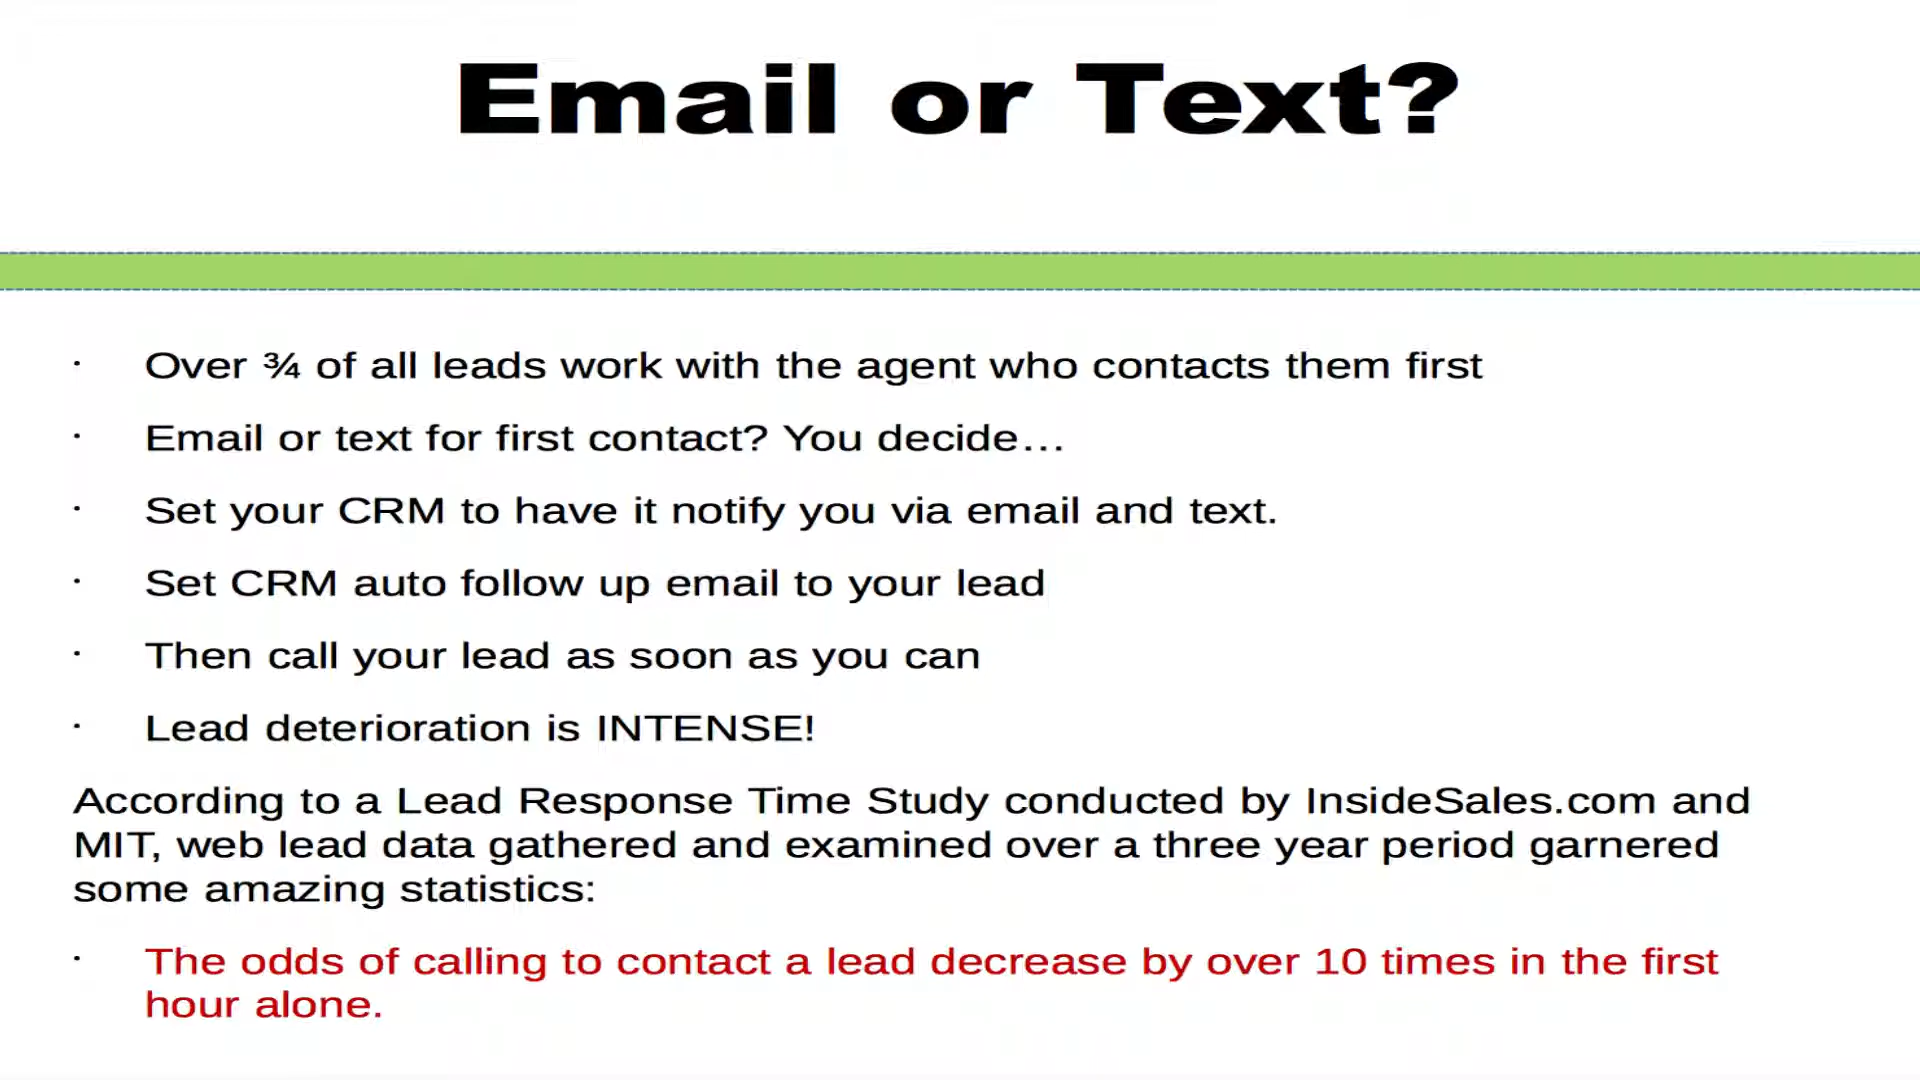 Email or Text?
· Over ¾ of all leads work with the agent who contacts them first
· Email or text for first contact? You decide…
· Set your CRM to have it notify you via email and text.
· Set CRM auto follow up email to your lead
· Then call your lead as soon as you can
· Lead deterioration is INTENSE!
According to a Lead Response Time Study conducted by InsideSales.com and
MIT, web lead data gathered and examined over a three year period garnered
some amazing statistics:
· The odds of calling to contact a lead decrease by over 10 times in the first
hour alone.